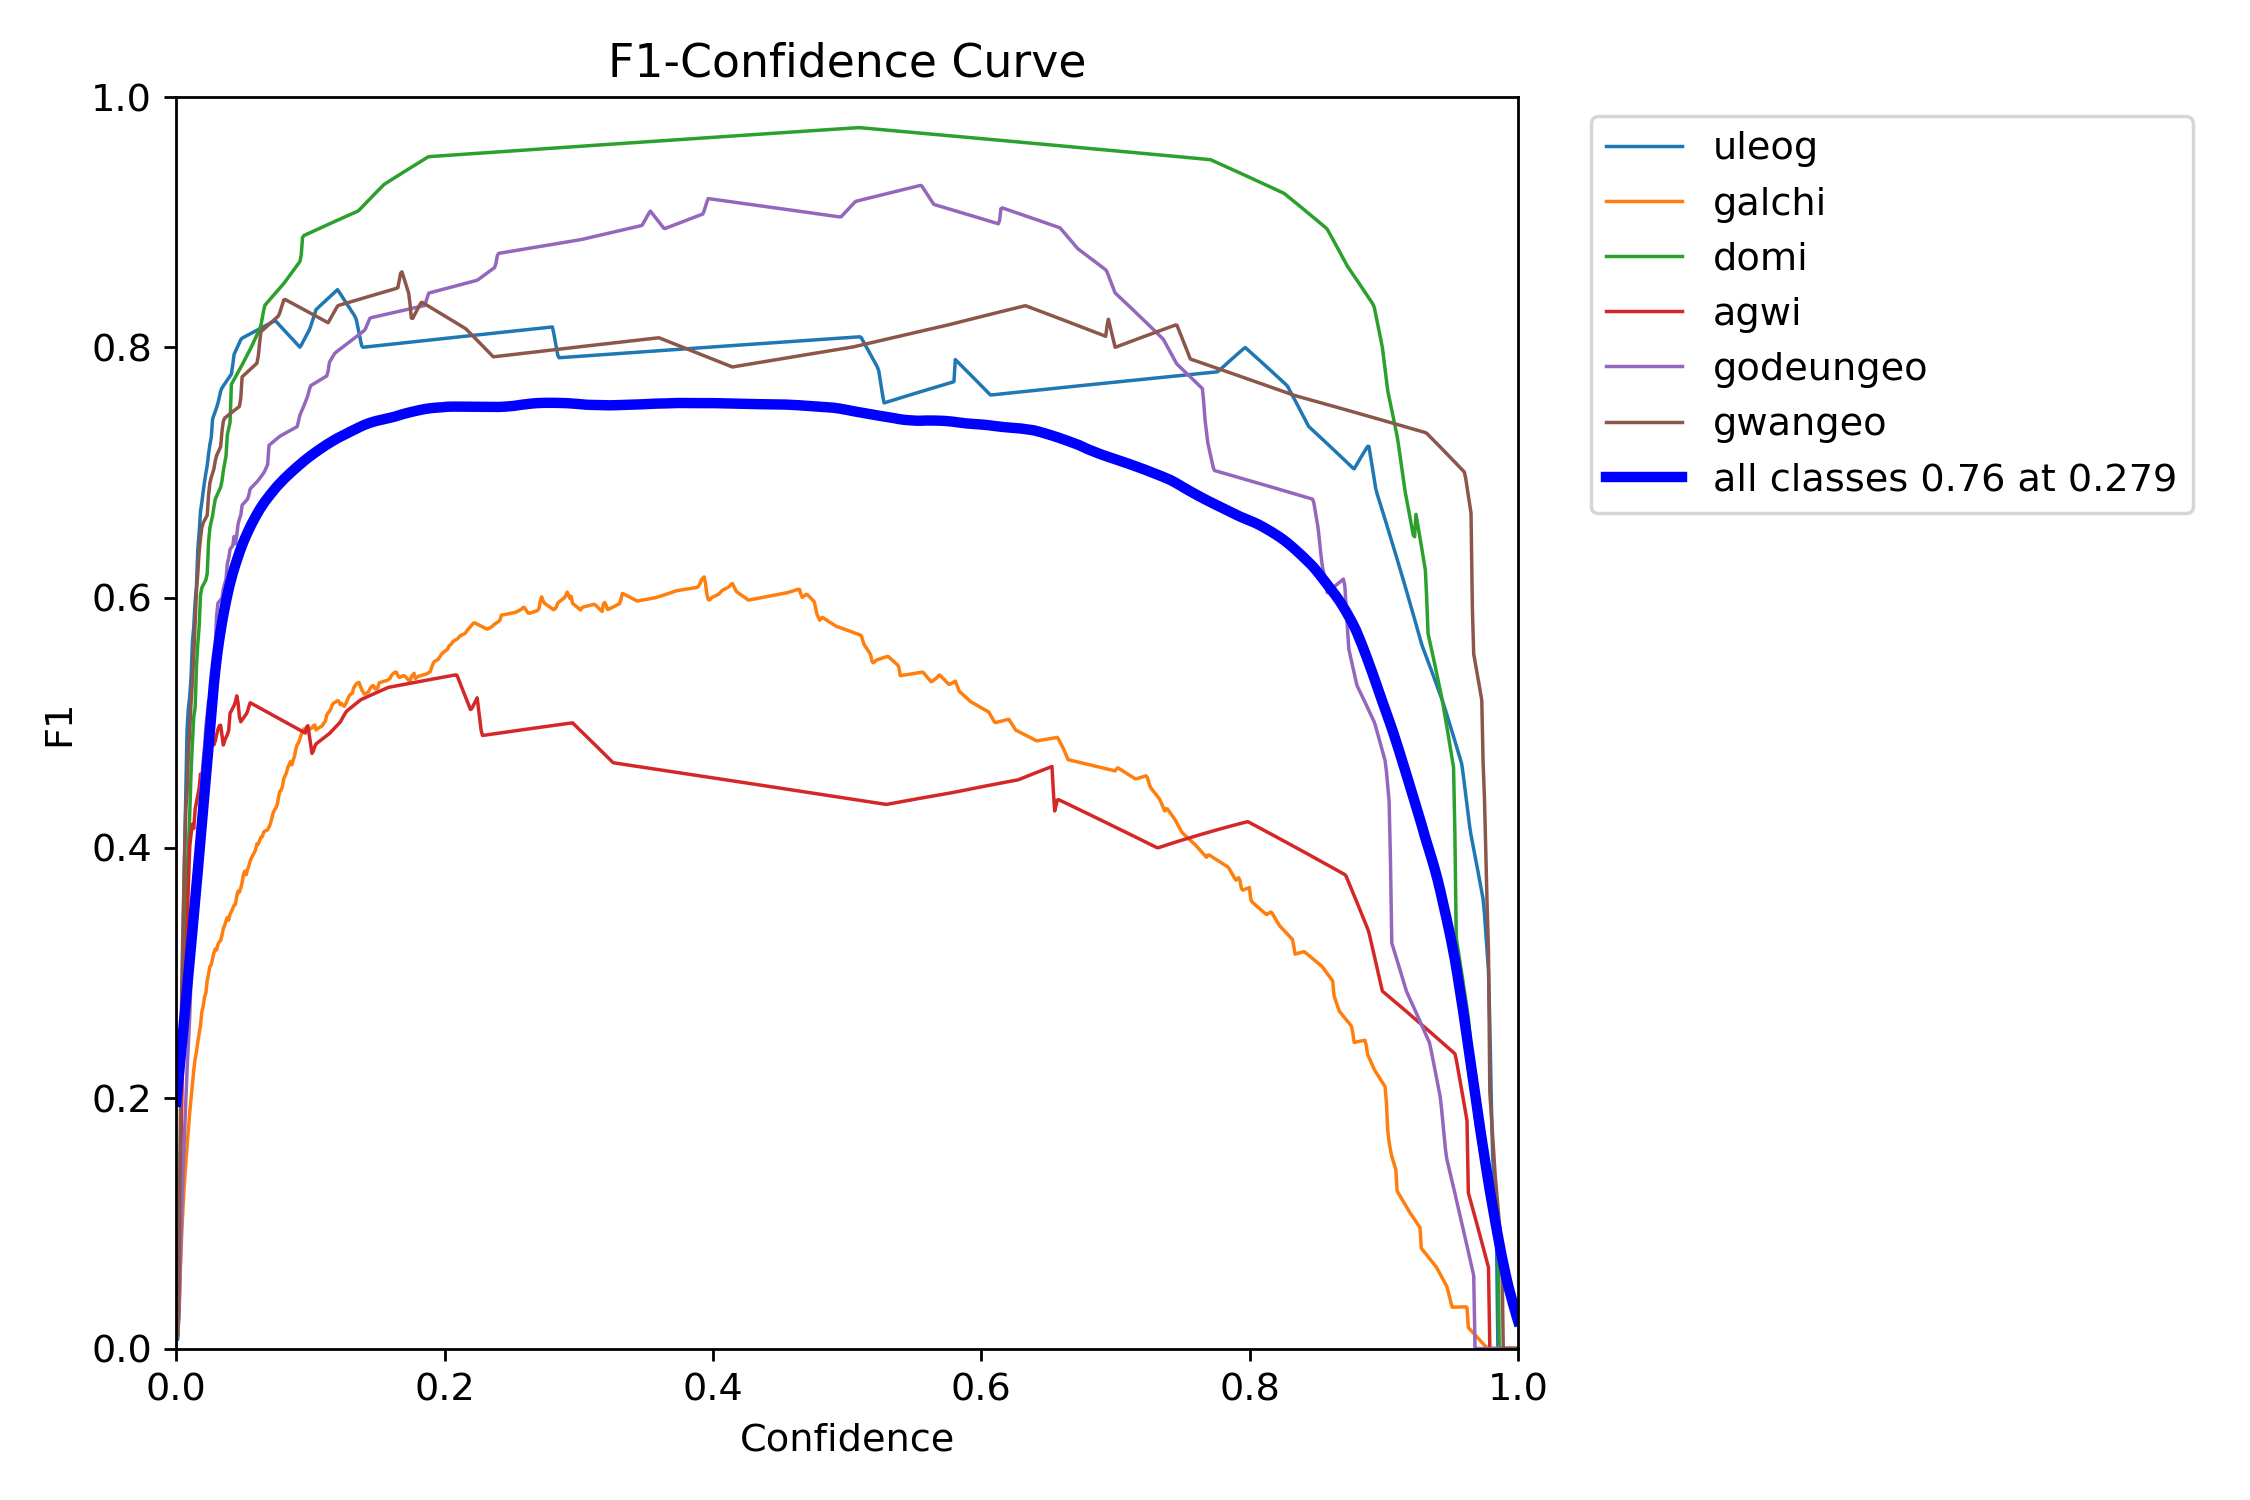 F1-Confidence Curve
1.0
0.8
0.6
0.4
0.2
0.0
F1
0.0 0.2 0.4 0.6 0.8 1.0
Confidence
uleog
galchi
domi
agwi
godeungeo
gwangeo
all classes 0.76 at 0.279